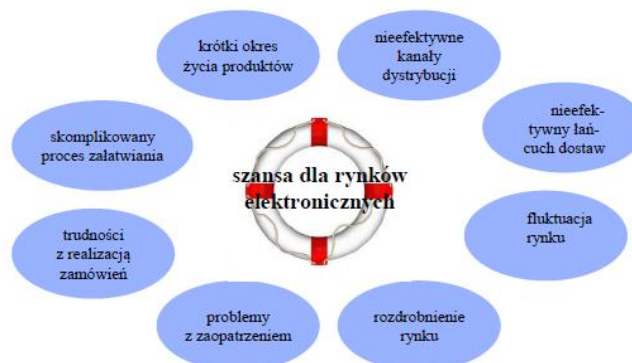 krótki okres
życia produktów
nieefektywne
kanały
dystrybucji
nieefek-
tywny łań-
cuch dostaw
fluktuacja
rynku
rozdrobnienie
rynku
problemy
z zaopatrzeniem
trudności
z realizacją
zamówień
skomplikowany
proces załatwiania
szansa dla rynków
elektronicznych